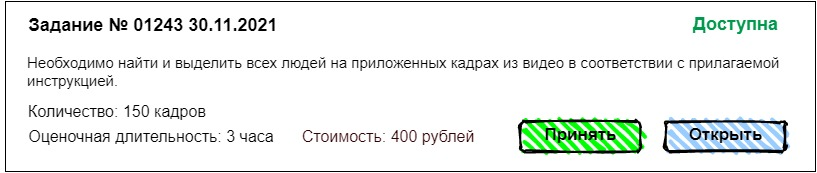 Задание № 01243 30.11.2021
Доступна
Необходимо найти и выделить всех людей на приложенных кадрах из видео в соответствии с прилагаемой
инструкцией.
Количество: 150 кадров
Оценочная длительность: 3 часа Стоимость: 400 рублей Принять Открыть